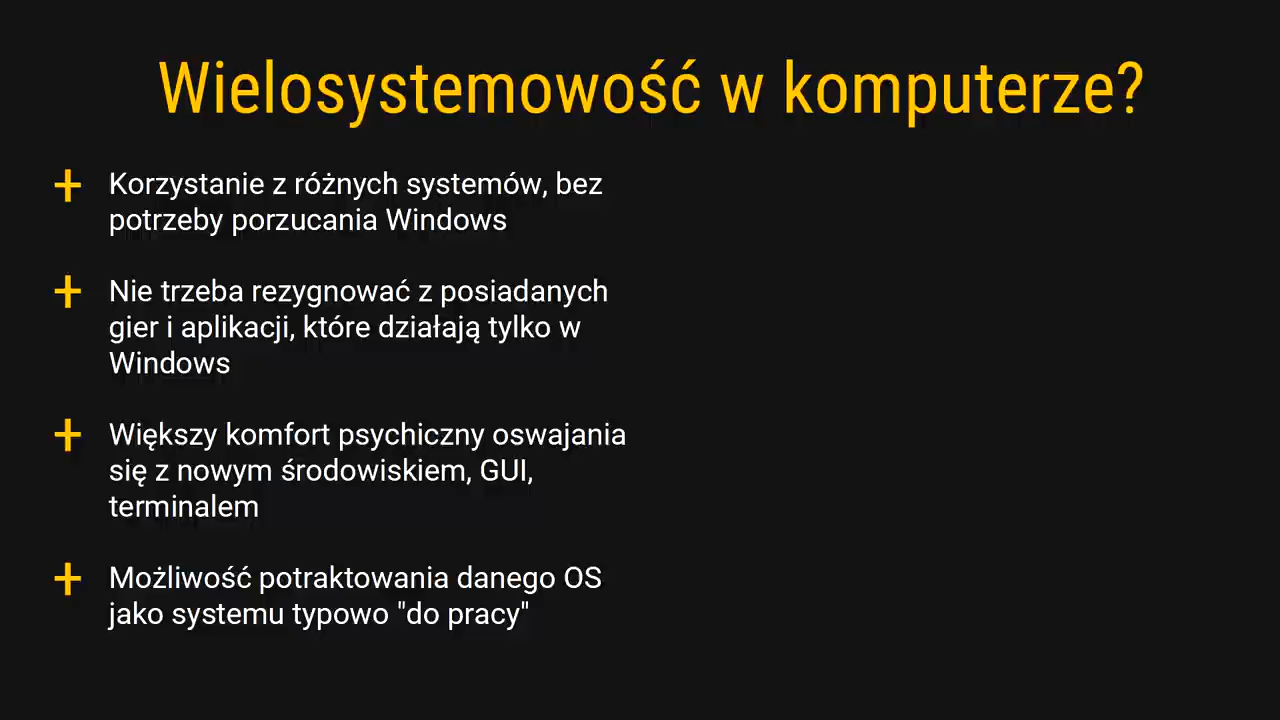 Wielosystemowość w komputerze?
+ Korzystanie z różnych systemów, bez
potrzeby porzucania Windows
+ Nie trzeba rezygnować z posiadanych
gier i aplikacji, które działają tylko w
Windows
+ Większy komfort psychiczny oswajania
się z nowym środowiskiem, GUI,
terminalem
+ Możliwość potraktowania danego OS
jako systemu typowo "do pracy"